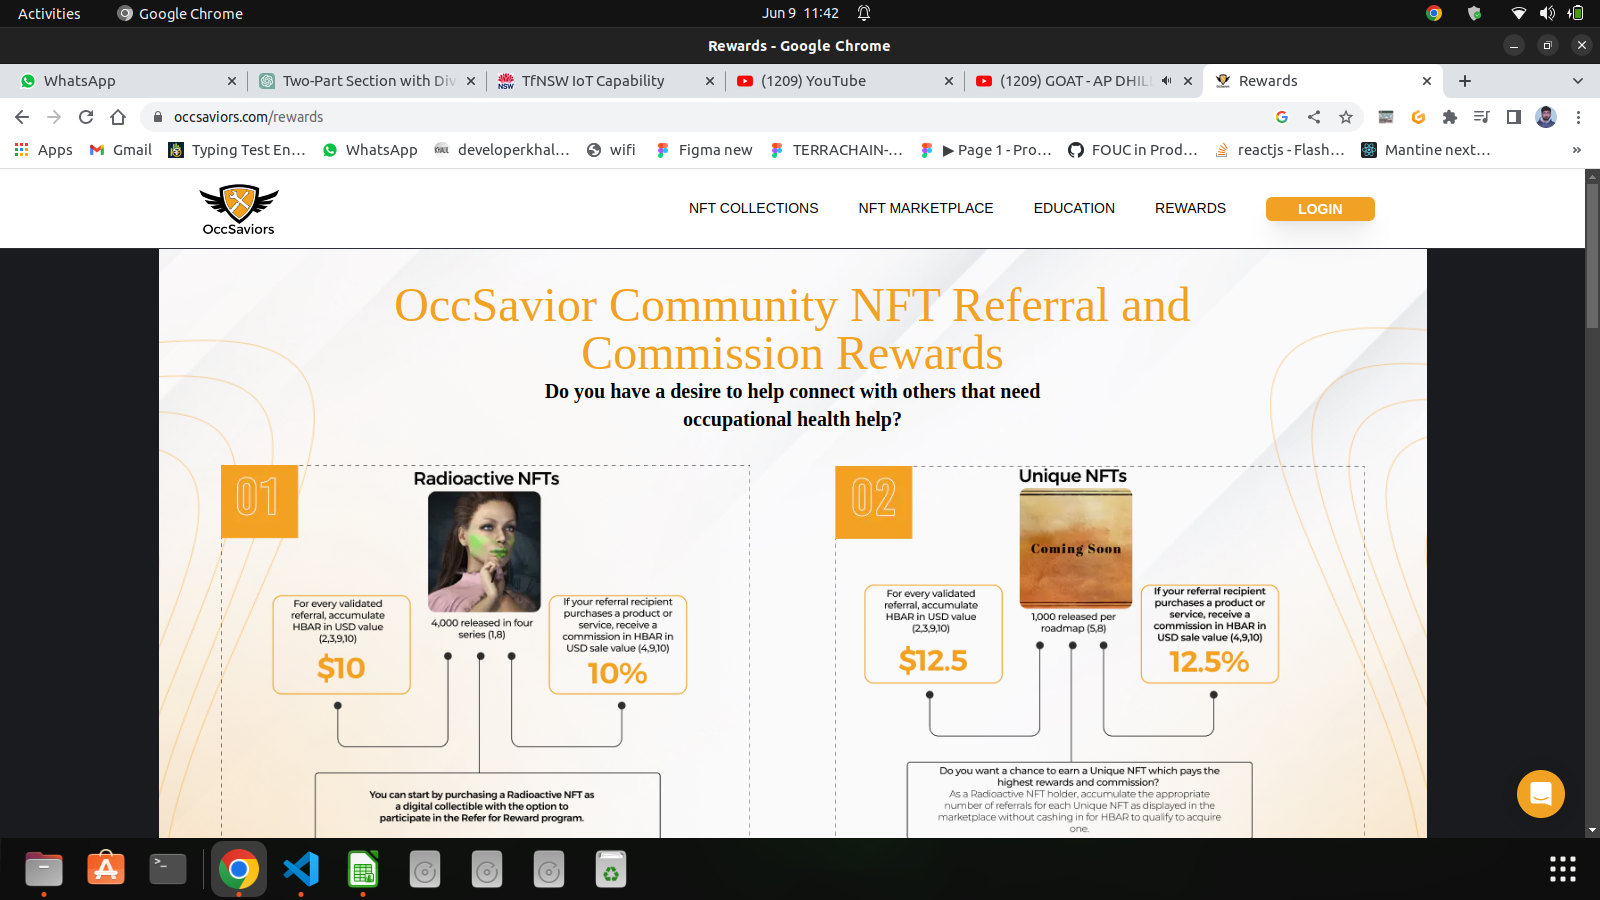 Activities
Google Chrome
Jun 9 11:42
Rewards - Google Chrome
WhatsApp
Two-Part Section with Div
TfNSW IoT Capability
(1209) YouTube
(1209) GOAT - AP DHIL
Rewards
occsaviors.com/rewards
Apps
Gmail
Typing Test En...
WhatsApp
developerkhal...
wifi
Figma new
TERRACHAIN-...
▶ Page 1 - Pro...
FOUC in Prod...
reactjs - Flash...
Mantine next...
»
OccSaviors
NFT COLLECTIONS
NFT MARKETPLACE
EDUCATION
REWARDS
LOGIN
OccSavior Community NFT Referral and
Commission Rewards
Do you have a desire to help connect with others that need
occupational health help?
01
Radioactive NFTs
For every validated
referral, accumulate
HBAR in USD value
(2,3,9,10)
$10
4,000 released in four
series (1,8)
If your referral recipient
purchases a product or
service, receive a
commission in HBAR in
USD sale value (4,9,10)
10%
You can start by purchasing a Radioactive NFT as
a digital collectible with the option to
participate in the Refer for Reward program.
02
Unique NFTs
Coming Soon
For every validated
referral, accumulate
HBAR in USD value
(2,3,9,10)
$12.5
1,000 released per
roadmap (5,8)
If your referral recipient
purchases a product or
service, receive a
commission in HBAR in
USD sale value (4,9,10)
12.5%
Do you want a chance to earn a Unique NFT which pays the
highest rewards and commission?
As a Radioactive NFT holder, accumulate the appropriate
number of referrals for each Unique NFT as displayed in the
marketplace without cashing in for HBAR to qualify to acquire
one.